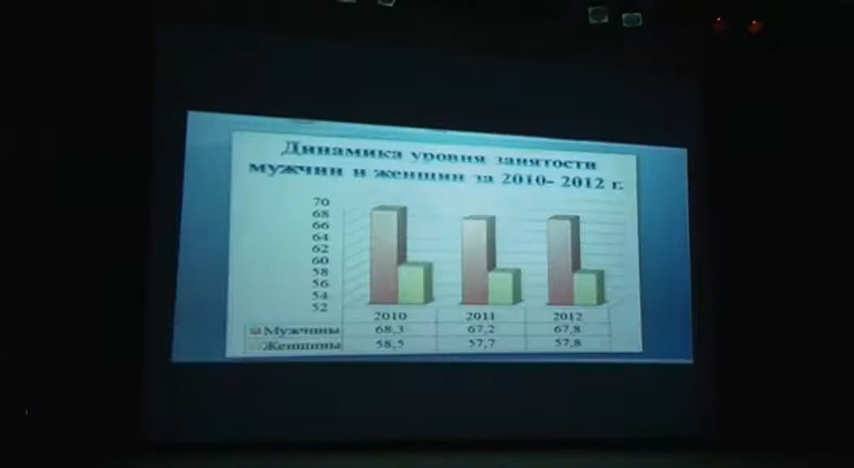 Динамика уровня занятости
мужчин и женщин за 2010- 2012 г.
70
68
66
64
62
60
58
56
54
52
2010 2011 2012
Мужчины 68,3 67,2 67,8
Женщины 58,5 57,7 57,8